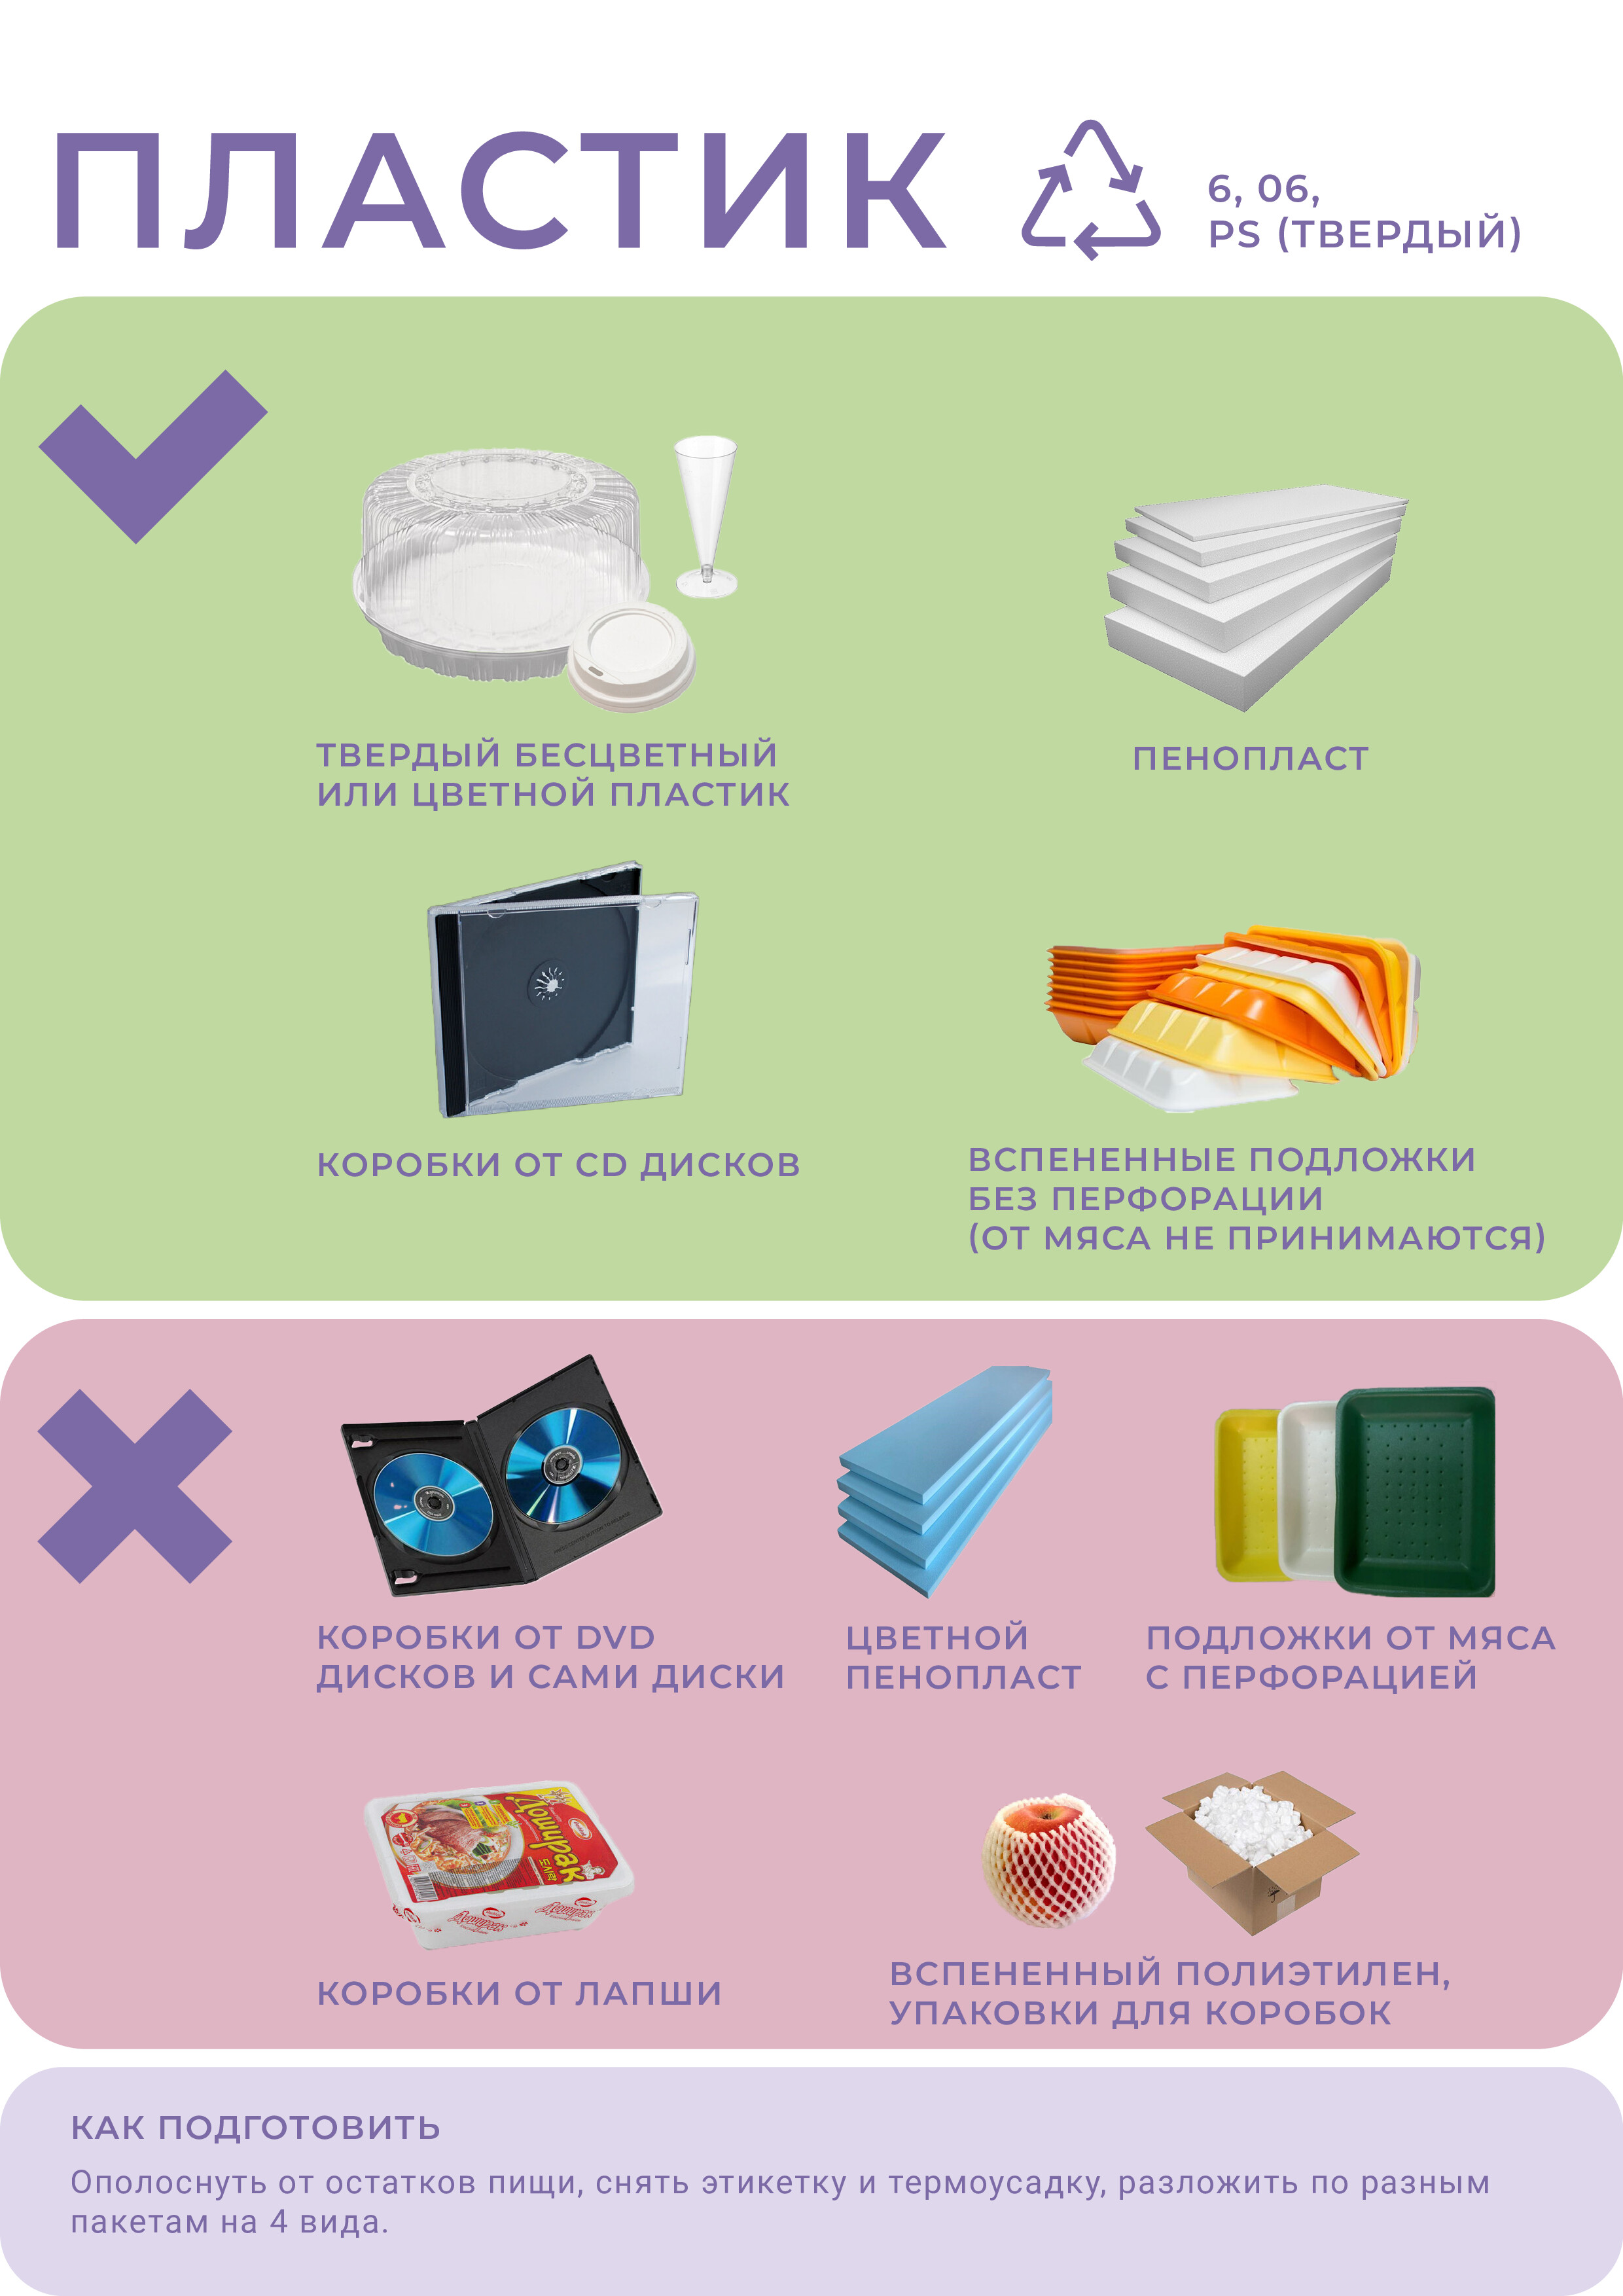 ПЛАСТИК
6, 06,
PS (ТВЕРДЫЙ)
ТВЕРДЫЙ БЕСЦВЕТНЫЙ
ИЛИ ЦВЕТНОЙ ПЛАСТИК
ПЕНОПЛАСТ
КОРОБКИ ОТ CD ДИСКОВ
ВСПЕНЕННЫЕ ПОДЛОЖКИ
БЕЗ ПЕРФОРАЦИИ
(ОТ МЯСА НЕ ПРИНИМАЮТСЯ)
КОРОБКИ ОТ DVD
ДИСКОВ И САМИ ДИСКИ
ЦВЕТНОЙ
ПЕНОПЛАСТ
ПОДЛОЖКИ ОТ МЯСА
С ПЕРФОРАЦИЕЙ
Доширак
Доширак
КОРОБКИ ОТ ЛАПШИ
ВСПЕНЕННЫЙ ПОЛИЭТИЛЕН,
УПАКОВКИ ДЛЯ КОРОБОК
КАК ПОДГОТОВИТЬ
Ополоснуть от остатков пищи, снять этикетку и термоусадку, разложить по разным
пакетам на 4 вида.